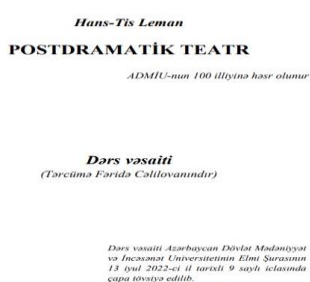 Hans-Tis Leman
POSTDRAMATİK TEATR
ADMİU-nun 100 illiyinə həsr olunur
Dərs vəsaiti
(Tərcümə Fəridə Cəlilovanındır)
Dərs vəsaiti Azərbaycan Dövlət Mədəniyyət
və İncəsənət Universitetinin Elmi Şurasının
13 iyul 2022-ci il tarixli 9 saylı iclasında
çapa tövsiyə edilib.